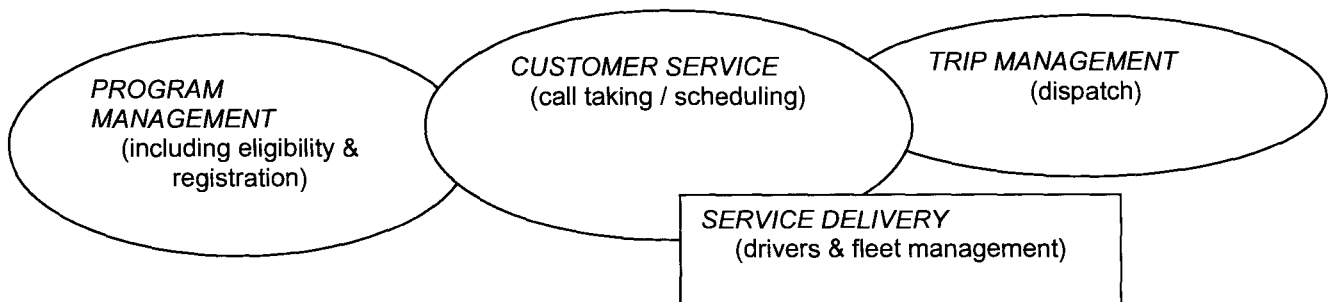 PROGRAM
MANAGEMENT
(including eligibility &
registration)
CUSTOMER SERVICE
(call taking / scheduling)
TRIP MANAGEMENT
(dispatch)
SERVICE DELIVERY
(drivers & fleet management)